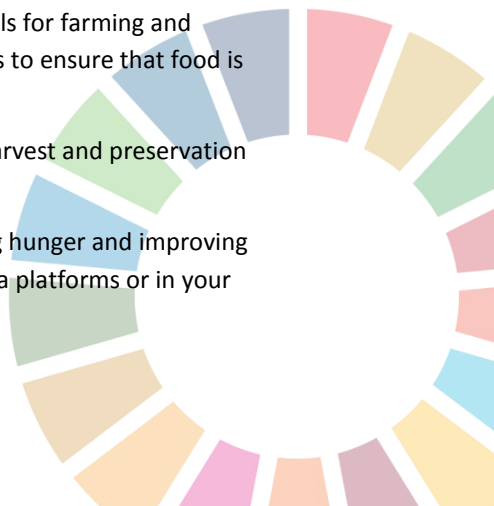 ls for farming and
s to ensure that food is
arvest and preservation
g hunger and improving
a platforms or in your